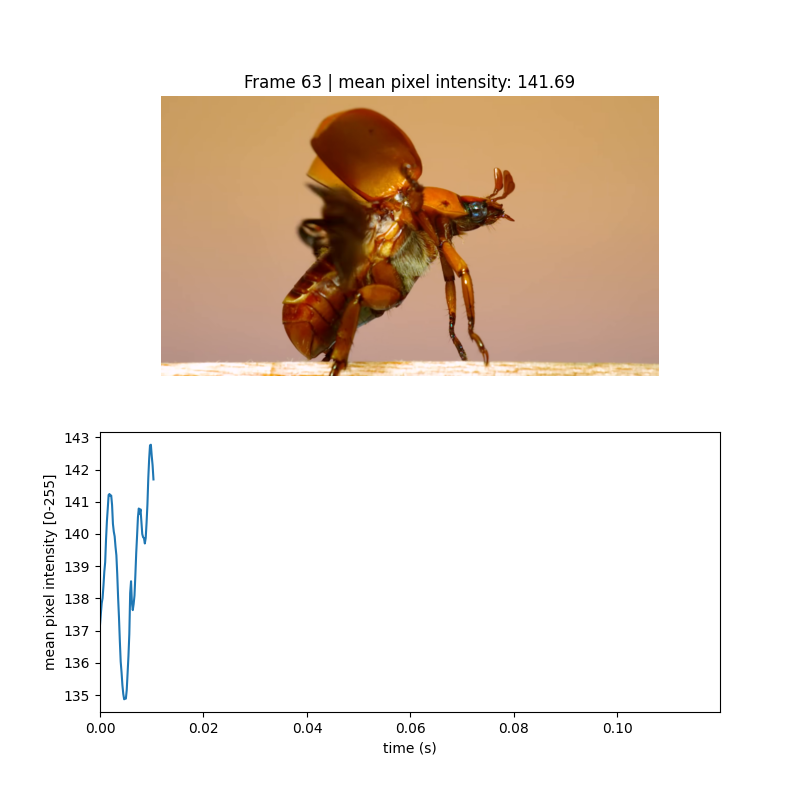 Frame 63 | mean pixel intensity: 141.69
143
142
141
140
139
138
137
136
135
mean pixel intensity [0-255]
0.00 0.02 0.04 0.06 0.08 0.10
time (s)